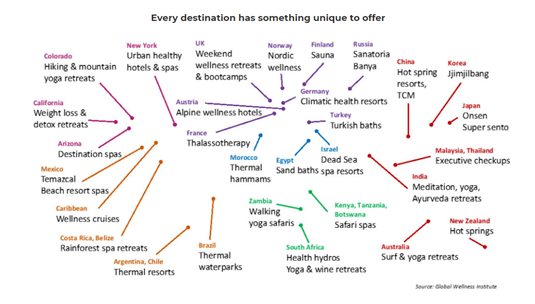 Every destination has something unique to offer
Colorado
Hiking & mountain
yoga retreats
New York
Urban healthy
hotels & spas
UK
Weekend
wellness retreats
& bootcamps
Norway
Nordic
wellness
Finland
Sauna
Russia
Sanatoria
Banya
China
Hot spring
resorts,
TCM
Korea
Jjimjilbang
California
Weight loss &
detox retreats
Austria
Alpine wellness hotels
Germany
Climatic health resorts
Japan
Onsen
Super sento
Turkey
Turkish baths
France
Thalassotherapy
Arizona
Destination spas
Morocco
Thermal
hammams
Egypt
Sand baths
Israel
Dead Sea
spa resorts
Malaysia, Thailand
Executive checkups
Mexico
Temazcal
Beach resort spas
India
Meditation, yoga,
Ayurveda retreats
Caribbean
Wellness cruises
Zambia
Walking
yoga safaris
Kenya, Tanzania,
Botswana
Safari spas
New Zealand
Hot springs
Costa Rica, Belize
Rainforest spa retreats
Brazil
Thermal
waterparks
South Africa
Health hydros
Yoga & wine retreats
Australia
Surf & yoga retreats
Argentina, Chile
Thermal resorts
Source: Global Wellness Institute